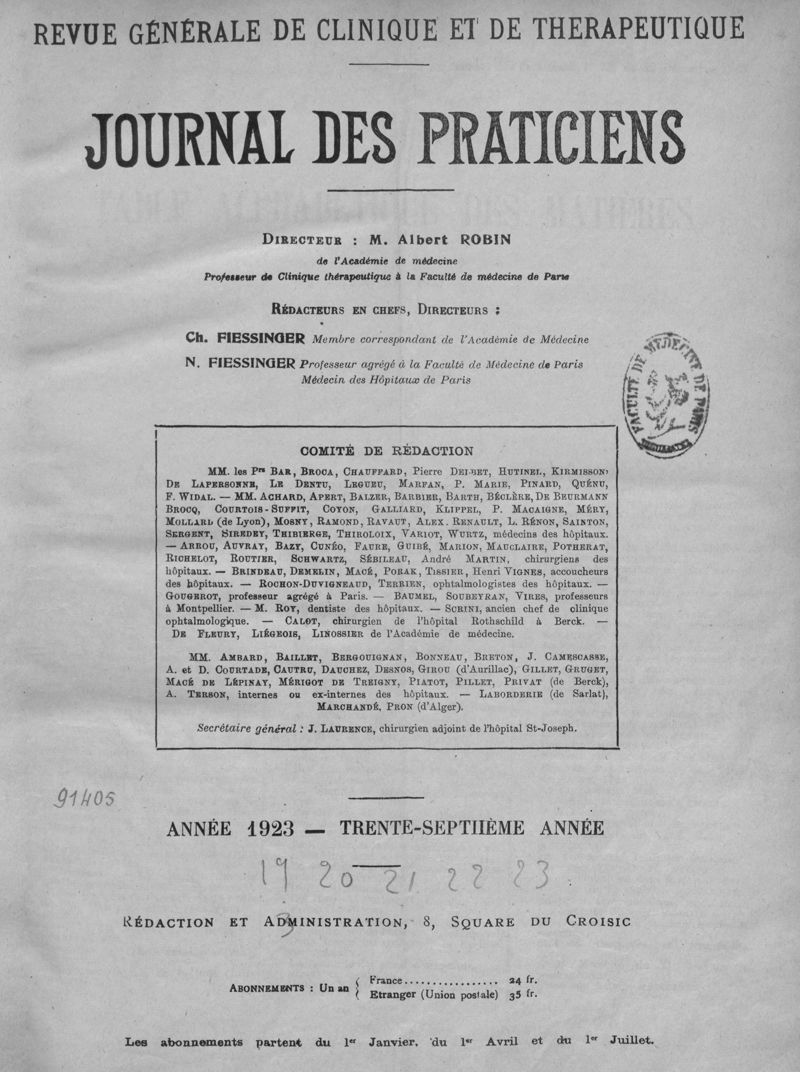 REVUE GÉNÉRALE DE CLINIQUE ET DE THERAPEUTIQUE
JOURNAL DES PRATICIENS
DIRECTEUR : M. Albert ROBIN
de l'Académie de médecine
Professeur de Clinique thérapeutique à la Faculté de médecine de Paris
RÉDACTEURS EN CHEFS, DIRECTEURS :
Ch. FIESSINGER Membre correspondant de l'Académie de Médecine
N. FIESSINGER Professeur agrégé à la Faculté de Médecine de Paris
Médecin des Hôpitaux de Paris
FACULTÉ DE MEDECINE DE PARIS
COMITÉ DE RÉDACTION
MM. les Prs BAR, BROCA, CHAUFFARD, Pierre DELBET, HUTINEL, KIRMISSON,
DE LAPERSONNE, LE DENTU, LEGUEU, MARFAN, P. MARIE, PINARD, QUÉNU,
F. WIDAL. — MM. ACHARD, APERT, BALZER, BARBIER, BARTH, BÉCLÈRE, DE BEURMANN
BROCQ, COURTOIS-SUFFIT, COYON, GALLIARD, KLIPPEL, P. MACAIGNE, MÉRY,
MOLLARD (de Lyon), MOSNY, RAMOND, RAVAUT, ALEX. RENAULT, L. RÉNON, SAINTON,
SERGENT, SIREDEY, THIBIERGE, THIROLOIX, VARIOT, WURTZ, médecins des hôpitaux.
— ARROU, AUVRAY, BAZY, CUNÉO, FAURE, GUIBÉ, MARION, MAUCLAIRE, POTHERAT,
RICHELOT, ROUTIER, SCHWARTZ, SÉBILEAU, André MARTIN, chirurgiens des
hôpitaux. — BRINDEAU, DEMELIN, MACÉ, PORAK, TISSIER, Henri VIGNES, accoucheurs
des hôpitaux. — ROCHON-DUVIGNEAUD, TERRIEN, ophtalmologistes des hôpitaux. —
GOUGEROT, professeur agrégé à Paris. — BAUMEL, SOUBEYRAN, VIRES, professeurs
à Montpellier. — M. ROY, dentiste des hôpitaux. — SCRINI, ancien chef de clinique
ophtalmologique. — CALOT, chirurgien de l'hôpital Rothschild à Berck. —
DE FLEURY, LIÉGEOIS, LINOSSIER de l'Académie de médecine.
MM. AMBARD, BAILLET, BERGOUIGNAN, BONNEAU, BRETON, J. CAMESCASSE,
A. et D. COURTADE, CAUTRU, DAUCHEZ, DESNOS, GIROU (d'Aurillac), GILLET, GRUGET,
MACÉ DE LÉPINAY, MÉRIGOT DE TREIGNY, PIATOT, PILLET, PRIVAT (de Berck),
A. TERSON, internes ou ex-internes des hôpitaux. — LABORDERIE (de Sarlat),
MARCHANDÉ, PRON (d'Alger).
Secrétaire général : J. LAURENCE, chirurgien adjoint de l'hôpital St-Joseph.
91405
ANNÉE 1923 — TRENTE-SEPTIIÈME ANNÉE
19 20 21 22 23
RÉDACTION ET ADMINISTRATION, 8, SQUARE DU CROISIC
ABONNEMENTS : Un an
France................ 24 fr.
Etranger (Union postale) 35 fr.
Les abonnements partent du 1er Janvier, du 1er Avril et du 1er Juillet.